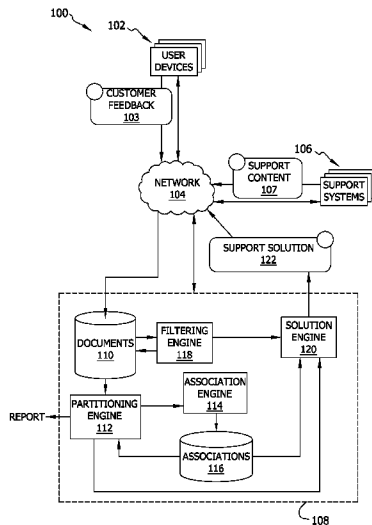 100
102
USER
DEVICES
CUSTOMER
FEEDBACK
103
106
NETWORK
104
SUPPORT
CONTENT
107
SUPPORT
SYSTEMS
SUPPORT SOLUTION
122
DOCUMENTS
110
FILTERING
ENGINE
118
SOLUTION
ENGINE
120
ASSOCIATION
ENGINE
114
REPORT
PARTITIONING
ENGINE
112
ASSOCIATIONS
116
108